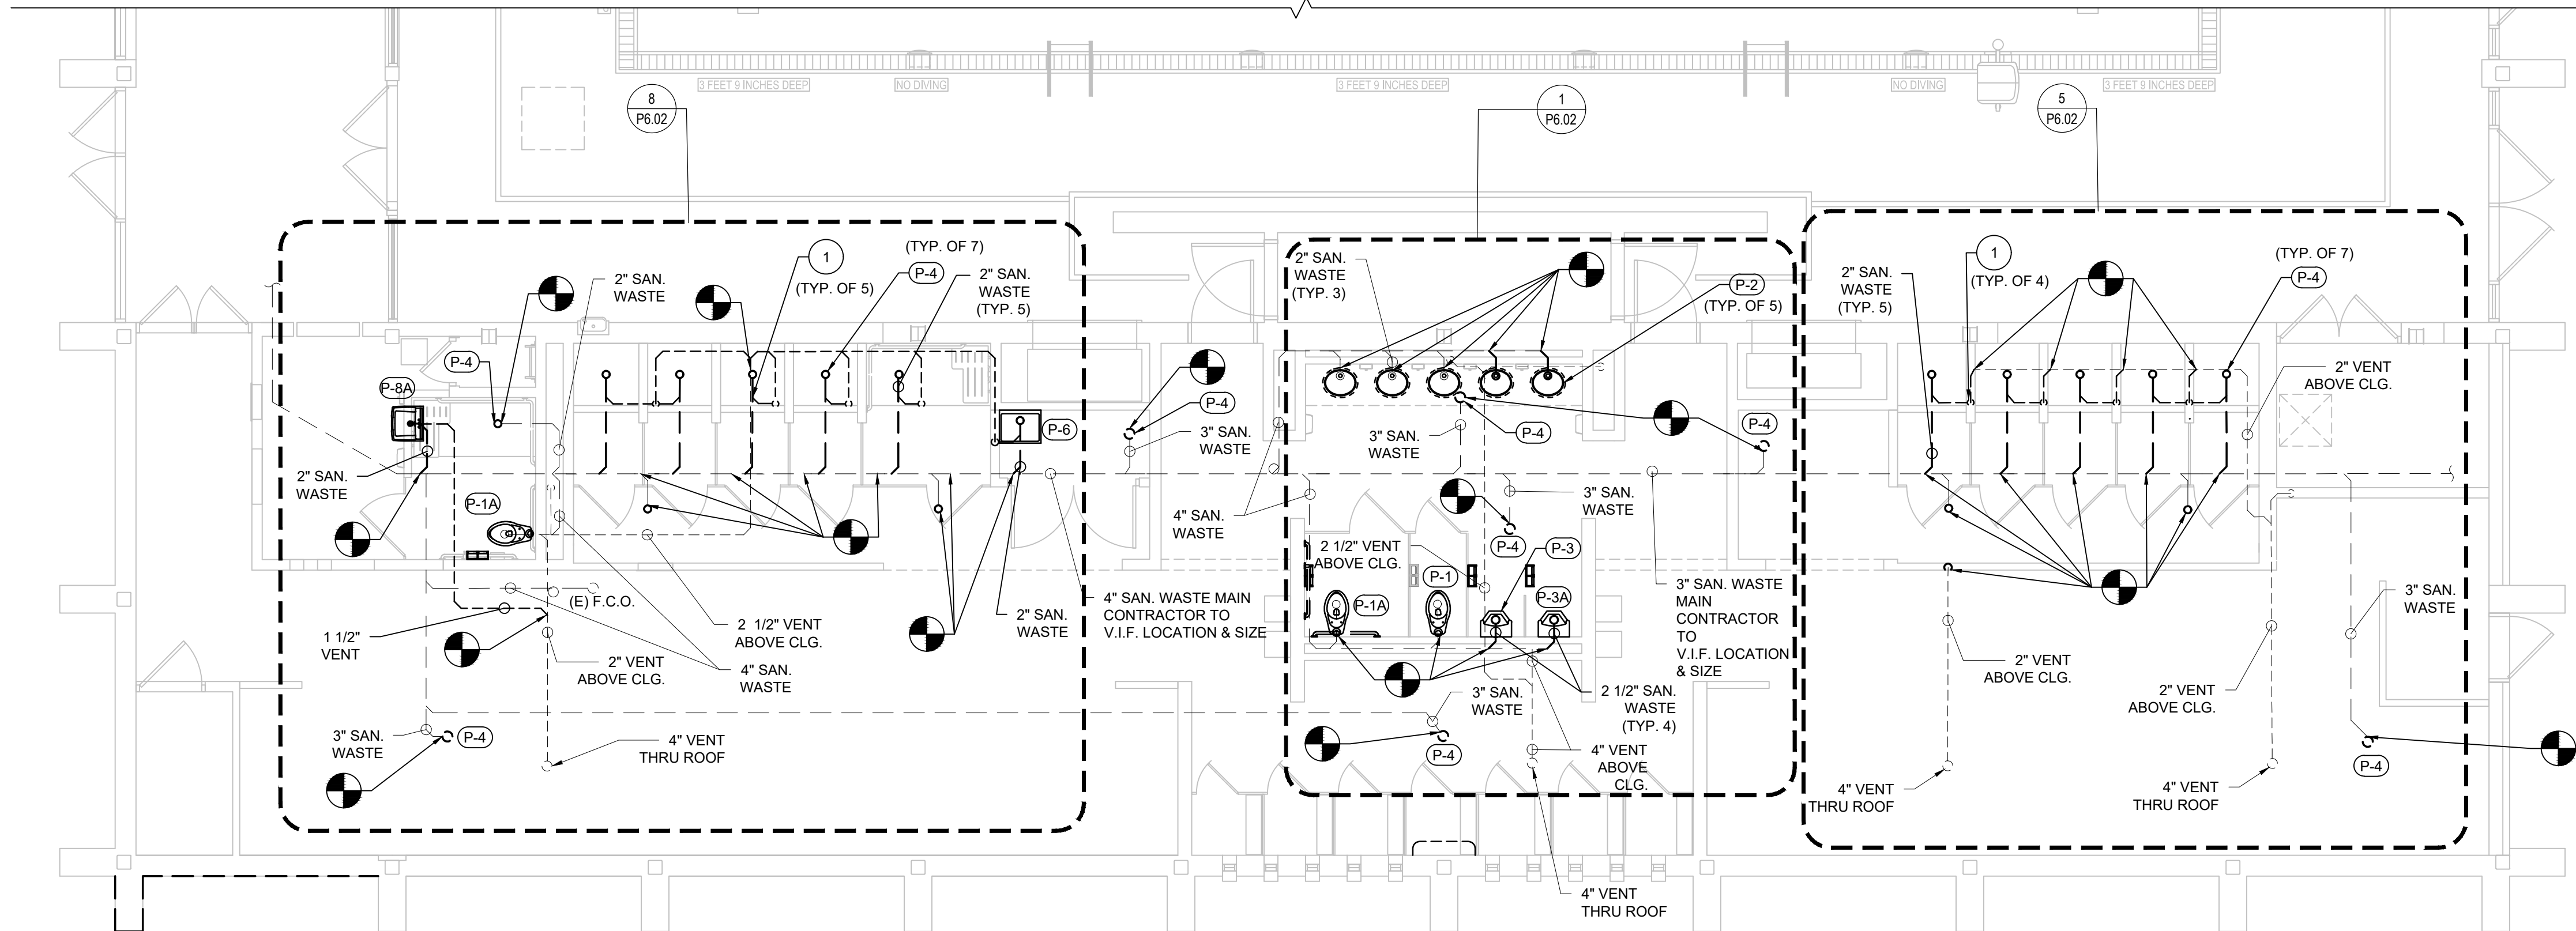 3 FEET 9 INCHES DEEP
NO DIVING
3 FEET 9 INCHES DEEP
NO DIVING
3 FEET 9 INCHES DEEP
8
P6.02
1
P6.02
5
P6.02
2" SAN.
WASTE
1
(TYP. OF 5)
(TYP. OF 7)
P-4
2" SAN.
WASTE
(TYP. 5)
P-4
P-8A
2" SAN.
WASTE
P-1A
P-6
P-4
3" SAN.
WASTE
(E) F.C.O.
1 1/2"
VENT
2" VENT
ABOVE CLG.
2 1/2" VENT
ABOVE CLG.
4" SAN.
WASTE
2" SAN.
WASTE
4" SAN. WASTE MAIN
CONTRACTOR TO
V.I.F. LOCATION & SIZE
3" SAN.
WASTE
P-4
4" VENT
THRU ROOF
2" SAN.
WASTE
(TYP. 3)
P-2
(TYP. OF 5)
P-4
P-4
3" SAN.
WASTE
4" SAN.
WASTE
3" SAN.
WASTE
P-4
2 1/2" VENT
ABOVE CLG.
P-1
P-3
P-1A
P-3A
3" SAN. WASTE
MAIN
CONTRACTOR
TO
V.I.F. LOCATION
& SIZE
3" SAN.
WASTE
2 1/2" SAN.
WASTE
(TYP. 4)
P-4
4" VENT
ABOVE
CLG.
4" VENT
THRU ROOF
2" SAN.
WASTE
(TYP. 5)
1
(TYP. OF 4)
(TYP. OF 7)
P-4
2" VENT
ABOVE CLG.
3" SAN.
WASTE
2" VENT
ABOVE CLG.
2" VENT
ABOVE CLG.
4" VENT
THRU ROOF
4" VENT
THRU ROOF
P-4